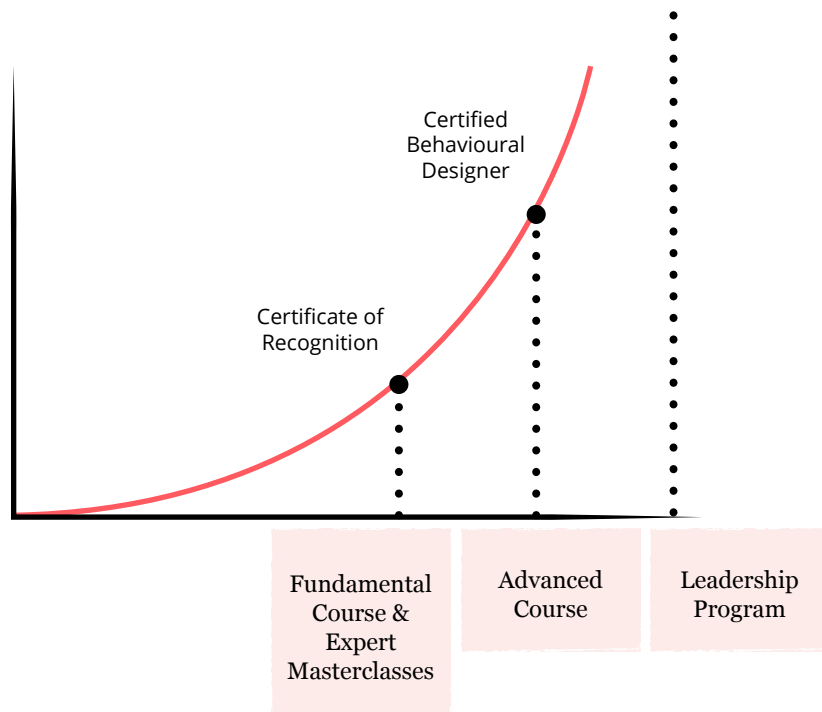 Certified
Behavioural
Designer
Certificate of
Recognition
Fundamental
Course &
Expert
Masterclasses
Advanced
Course
Leadership
Program